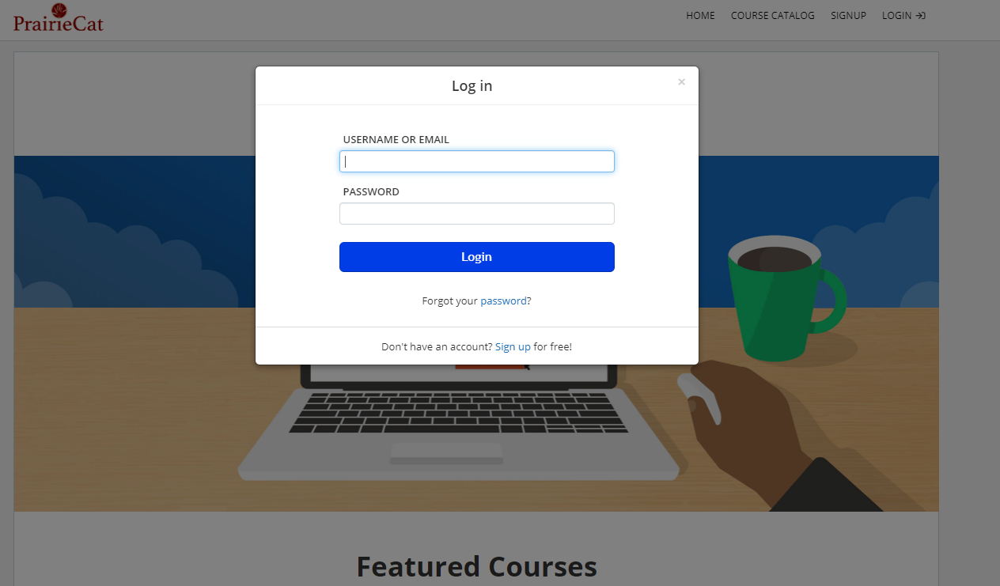 PrairieCat
HOME COURSE CATALOG SIGNUP LOGIN
Log in ×
USERNAME OR EMAIL
PASSWORD
Login
Forgot your password?
Don't have an account? Sign up for free!
Featured Courses